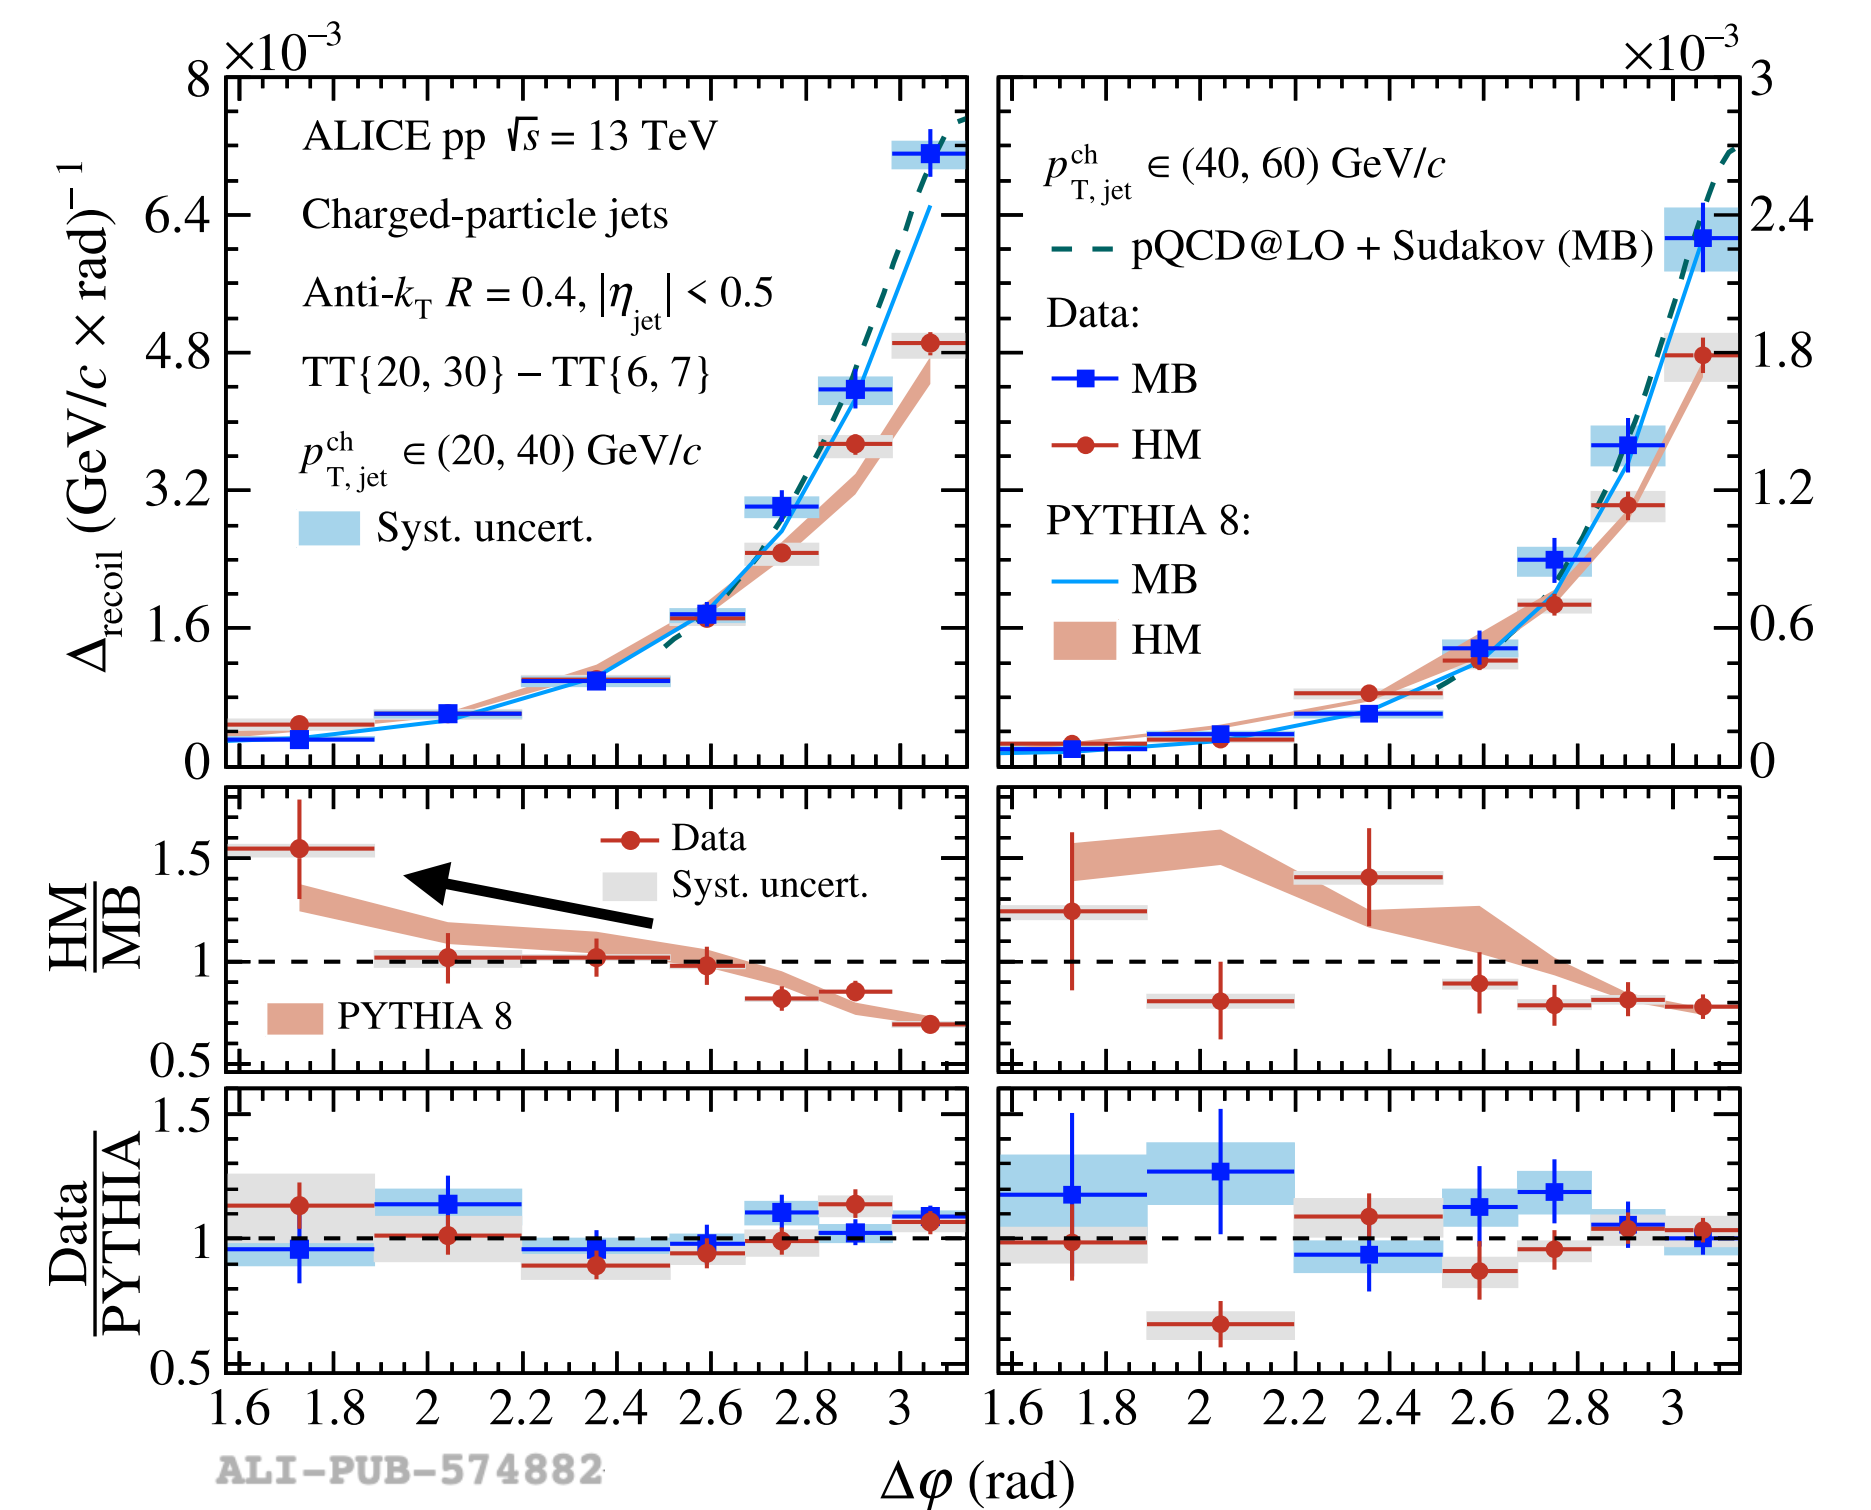 ×10⁻³
8
6.4
4.8
3.2
1.6
0
Δrecoil (GeV/c × rad)⁻¹
ALICE pp √s = 13 TeV
Charged-particle jets
Anti-kT R = 0.4, |ηjet| < 0.5
TT{20, 30} − TT{6, 7}
p ch T, jet ∈ (20, 40) GeV/c
Syst. uncert.
×10⁻³
3
2.4
1.8
1.2
0.6
0
p ch T, jet ∈ (40, 60) GeV/c
pQCD@LO + Sudakov (MB)
Data:
MB
HM
PYTHIA 8:
MB
HM
HM
MB
1.5
1
0.5
Data
Syst. uncert.
PYTHIA 8
Data
PYTHIA
1.5
1
0.5
1.6 1.8 2 2.2 2.4 2.6 2.8 3
1.6 1.8 2 2.2 2.4 2.6 2.8 3
Δφ (rad)
ALI-PUB-574882